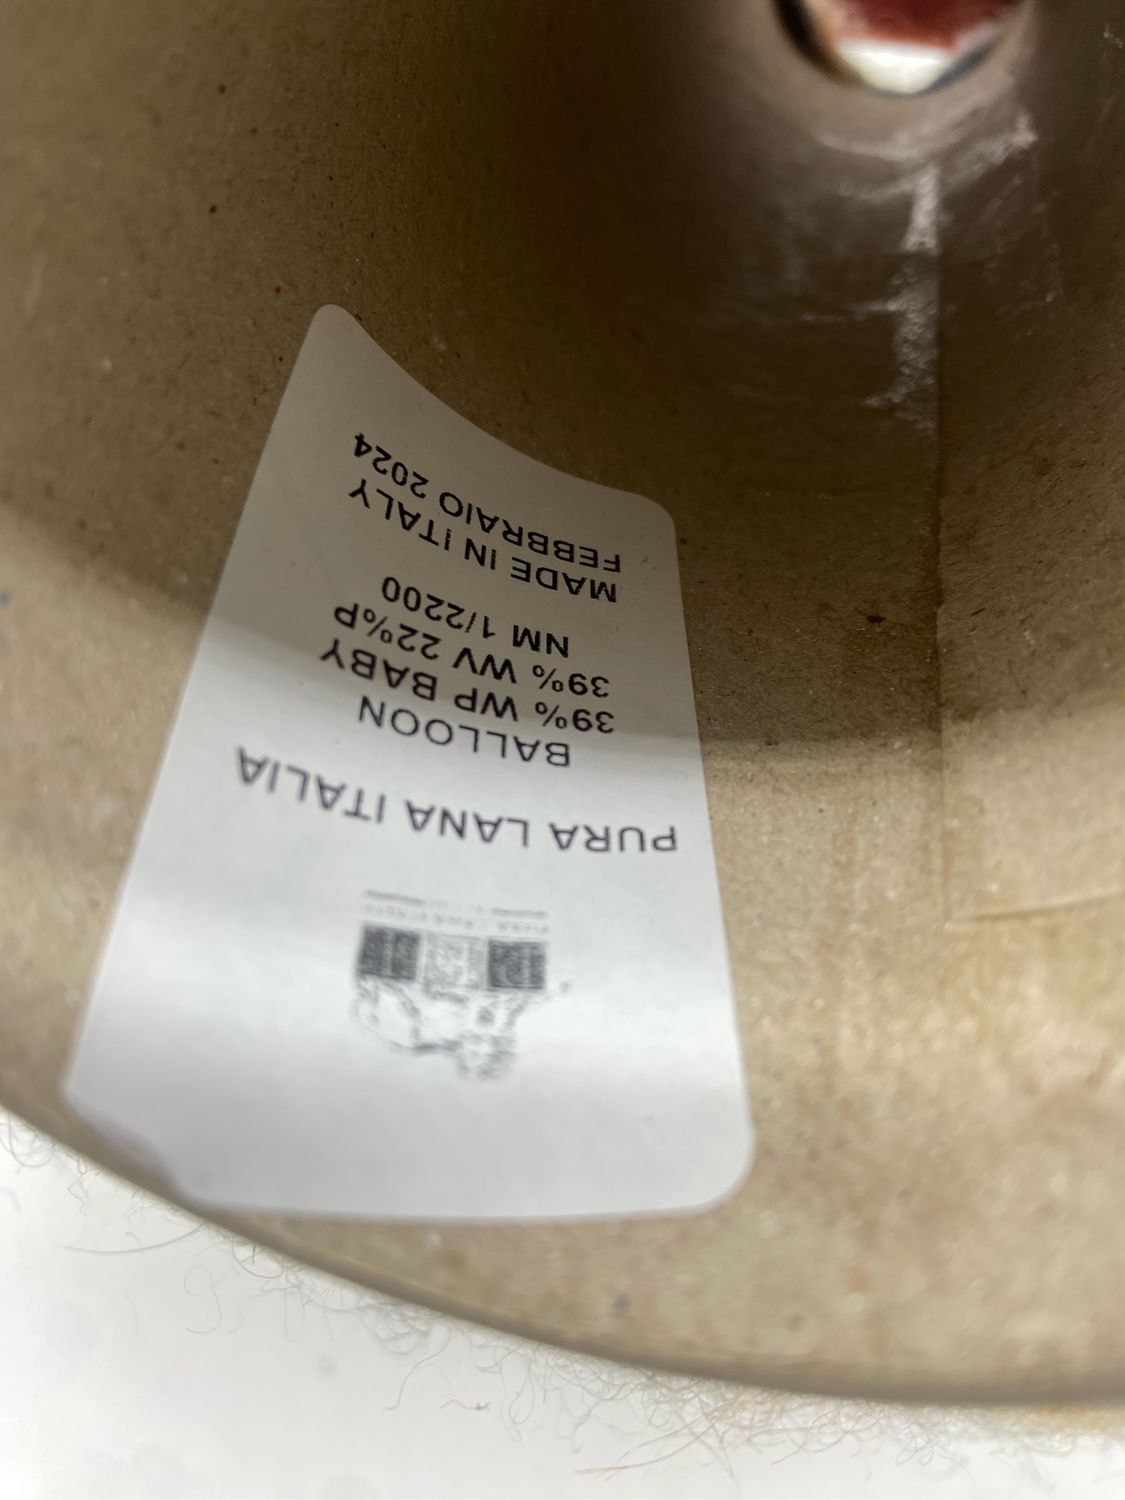 PURA LANA ITALIA
BALLOON
39% WP BABY
39% WV 22%P
NM 1/2200
MADE IN ITALY
FEBBRAIO 2024